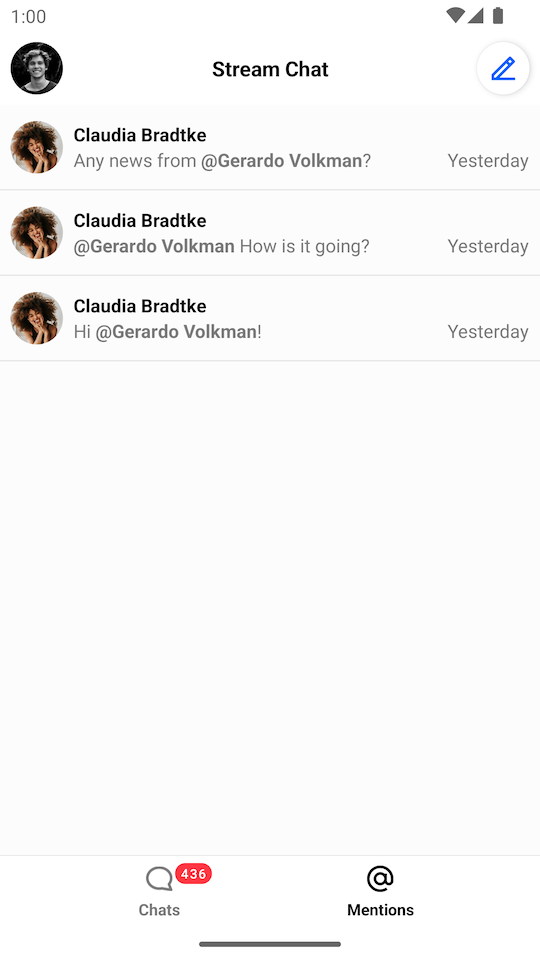 1:00
Stream Chat
Claudia Bradtke
Any news from @Gerardo Volkman? Yesterday
Claudia Bradtke
@Gerardo Volkman How is it going? Yesterday
Claudia Bradtke
Hi @Gerardo Volkman! Yesterday
436
Chats Mentions